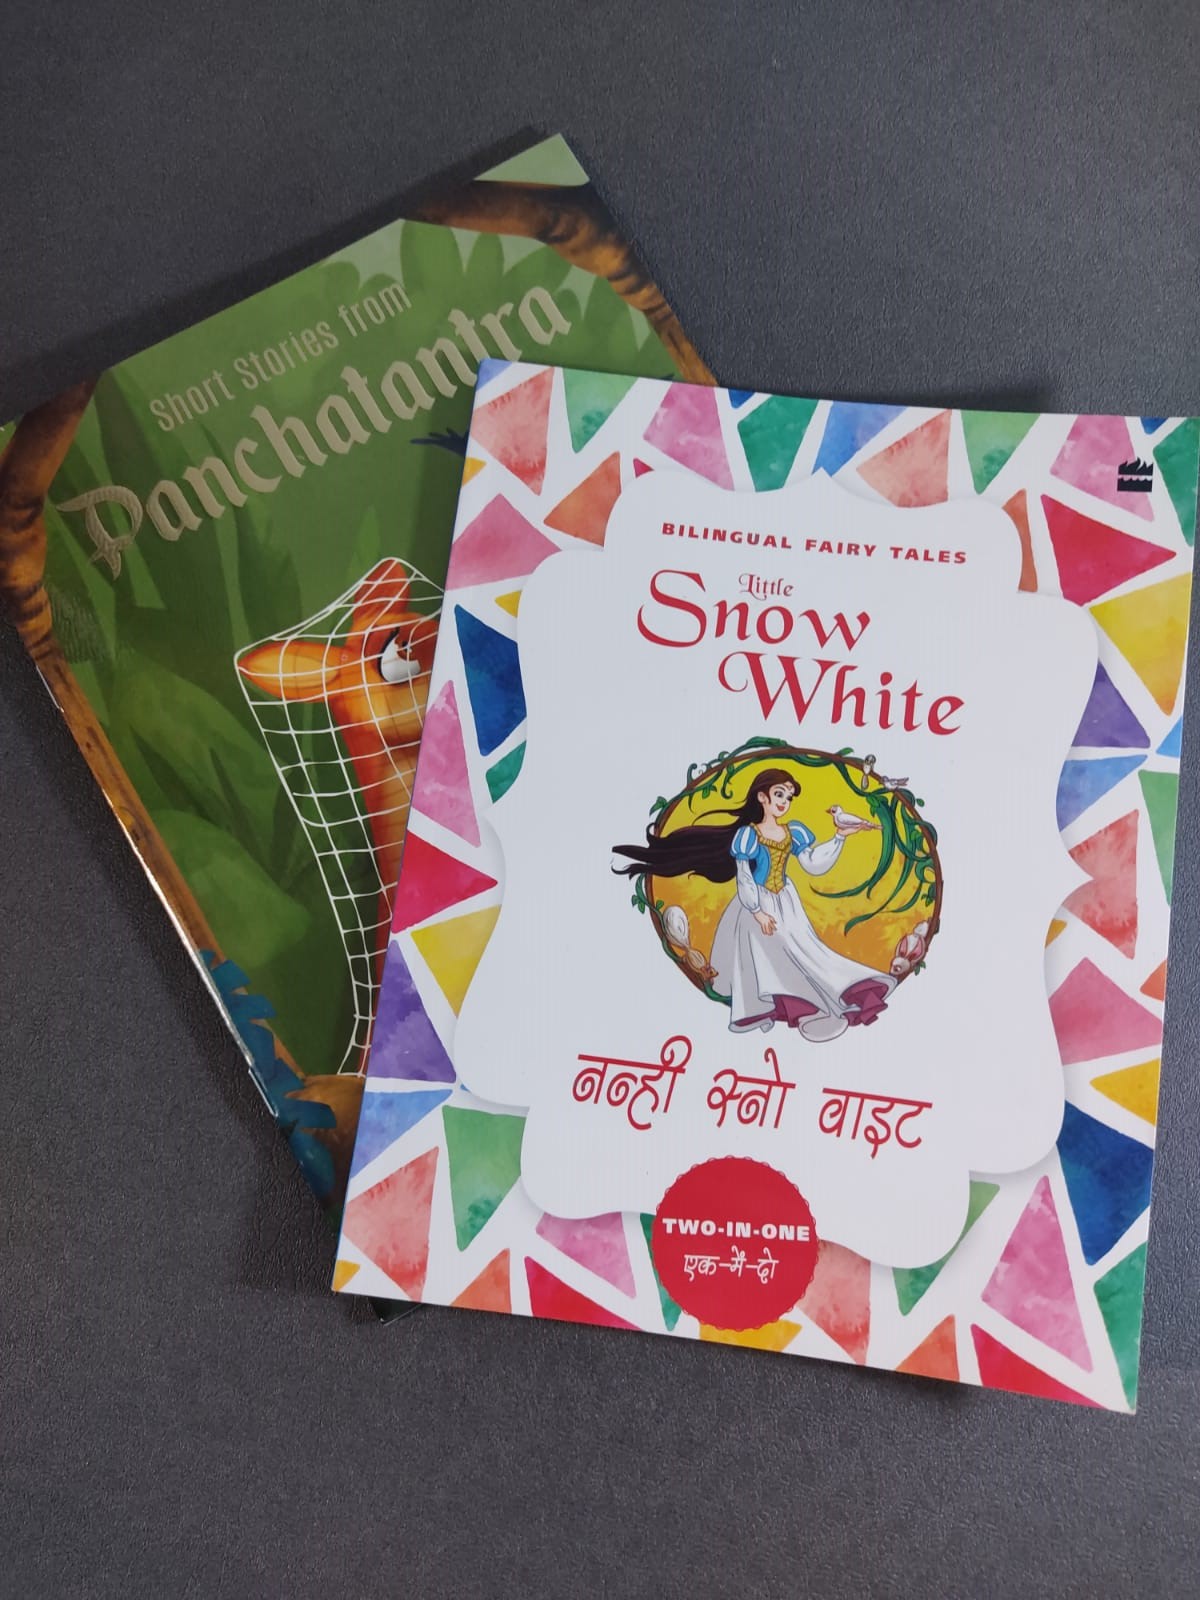 Short Stories from
Panchatantra
BILINGUAL FAIRY TALES
Little
Snow
White
नन्ही स्नो वाइट
TWO-IN-ONE
एक-में-दो